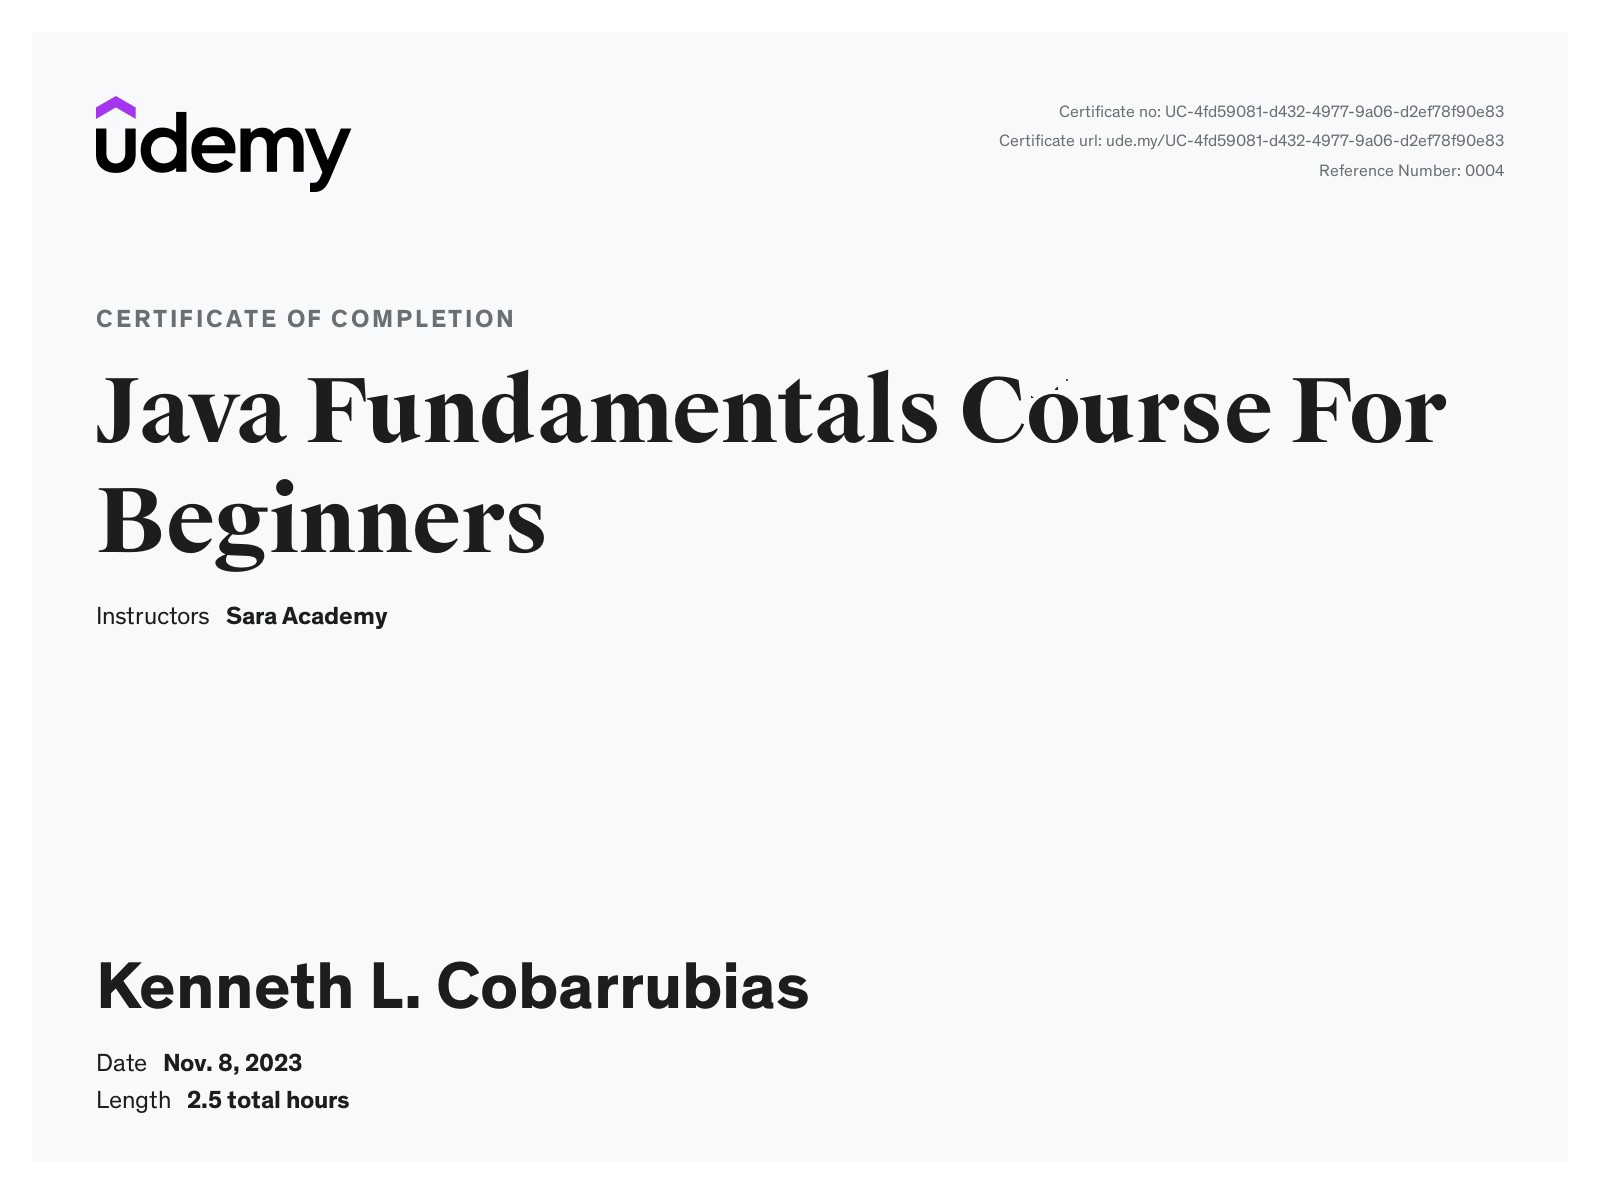 udemy
Certificate no: UC-4fd59081-d432-4977-9a06-d2ef78f90e83
Certificate url: ude.my/UC-4fd59081-d432-4977-9a06-d2ef78f90e83
Reference Number: 0004
CERTIFICATE OF COMPLETION
Java Fundamentals Course For
Beginners
Instructors Sara Academy
Kenneth L. Cobarrubias
Date Nov. 8, 2023
Length 2.5 total hours